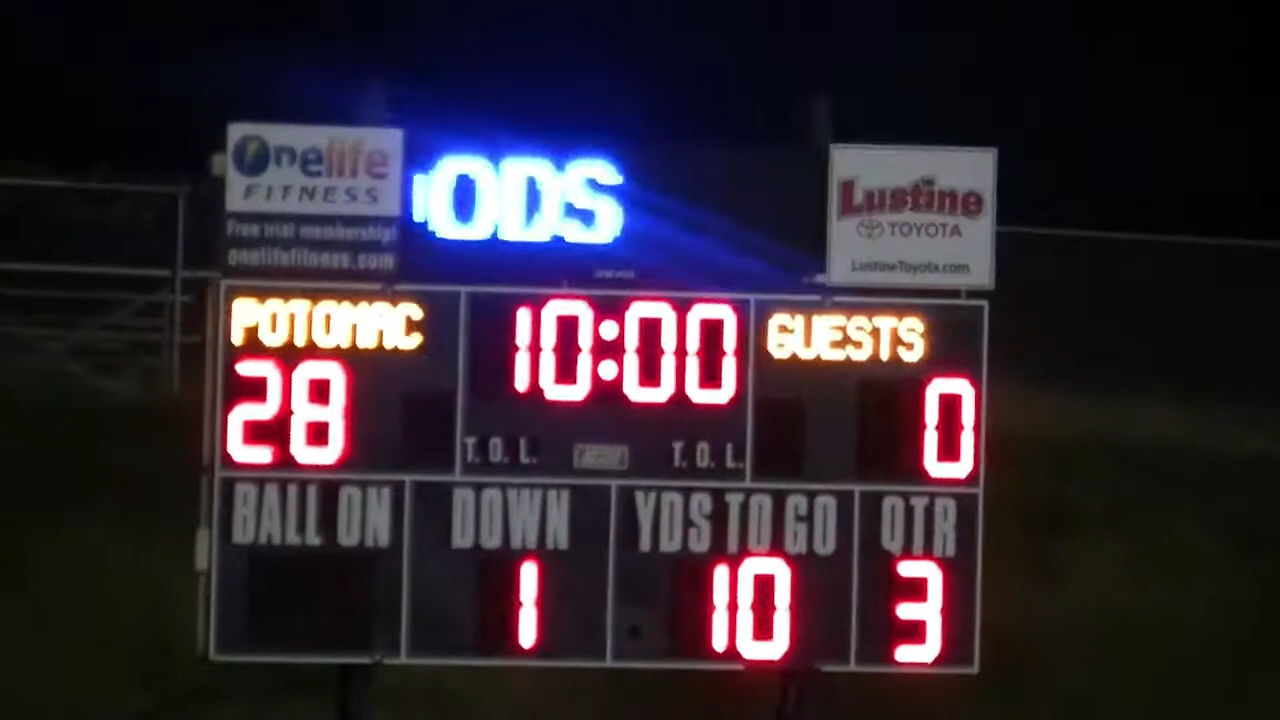 Onelife
FITNESS
Free trial membership!
onelifefitness.com
ODS
Lustine
TOYOTA
LustineToyota.com
POTOMAC
10:00
GUESTS
28
0
T. O. L.
T. O. L.
BALL ON
DOWN
YDS TO GO
QTR
1
10
3